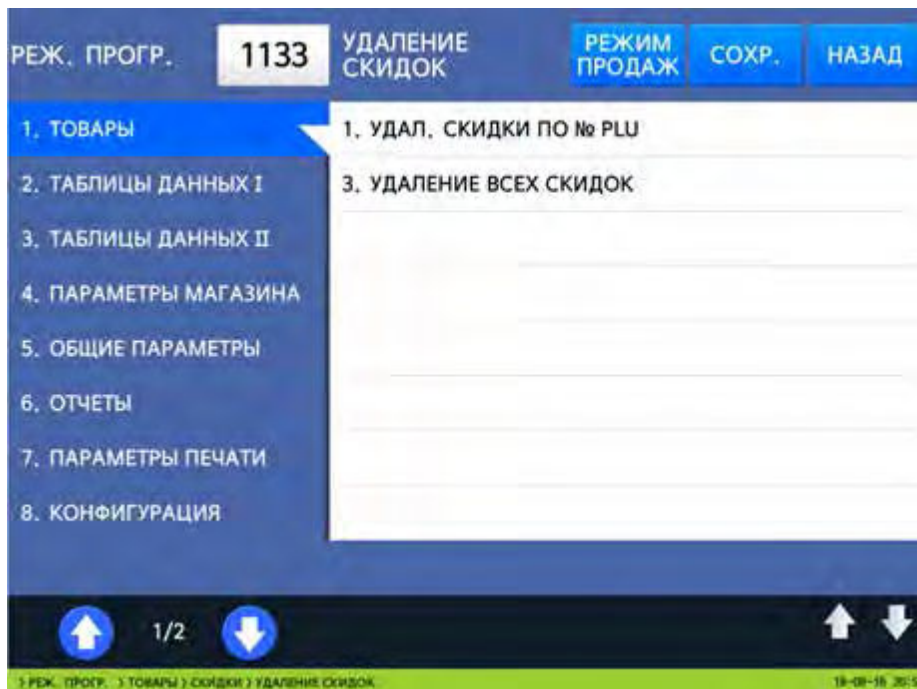 РЕЖ. ПРОГР.
1133
УДАЛЕНИЕ
СКИДОК
РЕЖИМ
ПРОДАЖ
СОХР.
НАЗАД
1. ТОВАРЫ
2. ТАБЛИЦЫ ДАННЫХ I
3. ТАБЛИЦЫ ДАННЫХ II
4. ПАРАМЕТРЫ МАГАЗИНА
5. ОБЩИЕ ПАРАМЕТРЫ
6. ОТЧЕТЫ
7. ПАРАМЕТРЫ ПЕЧАТИ
8. КОНФИГУРАЦИЯ
1. УДАЛ. СКИДКИ ПО № PLU
3. УДАЛЕНИЕ ВСЕХ СКИДОК
1/2
> РЕЖ. ПРОГР. > ТОВАРЫ > СКИДКИ > УДАЛЕНИЕ СКИДОК